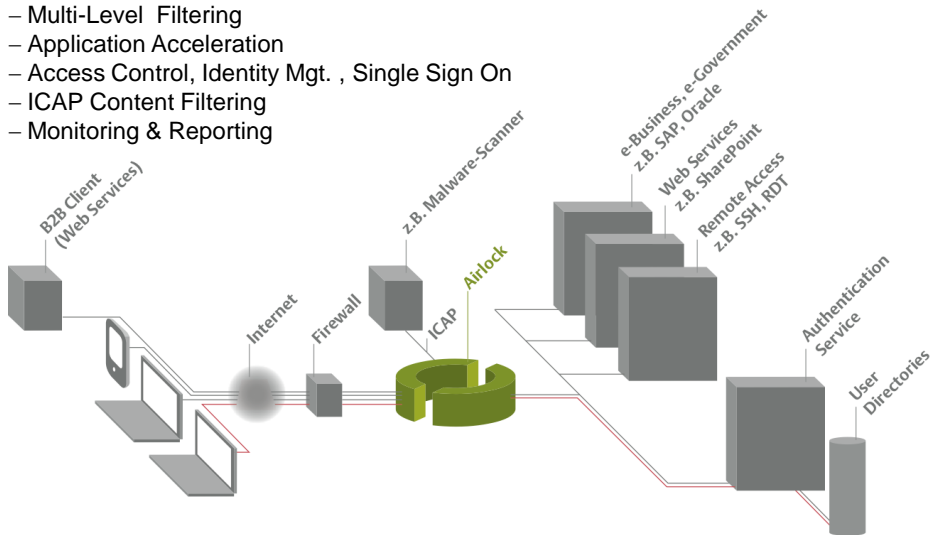 – Multi-Level Filtering
– Application Acceleration
– Access Control, Identity Mgt. , Single Sign On
– ICAP Content Filtering
– Monitoring & Reporting
B2B Client
(Web Services)
Internet
Firewall
z.B. Malware-Scanner
ICAP
Airlock
e-Business, e-Government
z.B. SAP, Oracle
Web Services
z.B. SharePoint
Remote Access
z.B. SSH, RDT
Authentication
Service
User
Directories